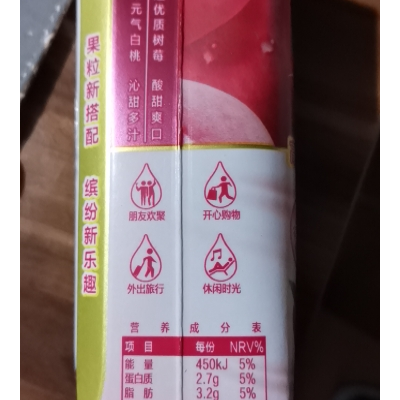 果粒新搭配 缤纷新乐趣
优质树莓 酸甜爽口
元气白桃 沁甜多汁
朋友欢聚
开心购物
外出旅行
休闲时光
营养成分表
项目 每份 NRV%
能量 450kJ 5%
蛋白质 2.7g 5%
脂肪 3.2g 5%